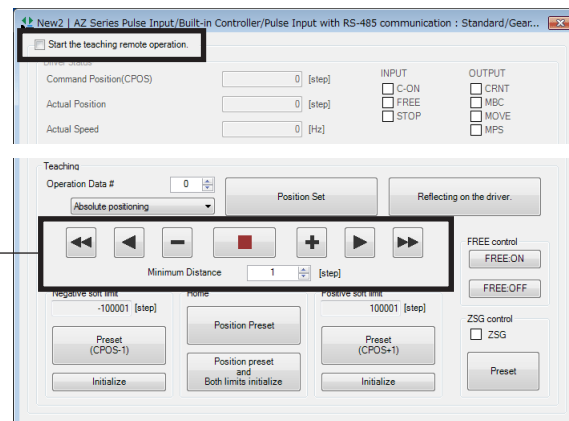 New2 | AZ Series Pulse Input/Built-in Controller/Pulse Input with RS-485 communication : Standard/Gear...
Start the teaching remote operation.
Driver Status
Command Position(CPOS) 0 [step] INPUT OUTPUT
C-ON CRNT
Actual Position 0 [step] FREE MBC
STOP MOVE
Actual Speed 0 [Hz] MPS
Teaching
Operation Data # 0 Position Set Reflecting on the driver.
Absolute positioning
FREE control
Minimum Distance 1 [step] FREE:ON
FREE:OFF
Negative soft limit Home Positive soft limit
-100001 [step] 100001 [step]
ZSG control
Position Preset ZSG
Preset Preset
(CPOS-1) (CPOS+1)
Position preset Preset
and
Initialize Both limits initialize Initialize